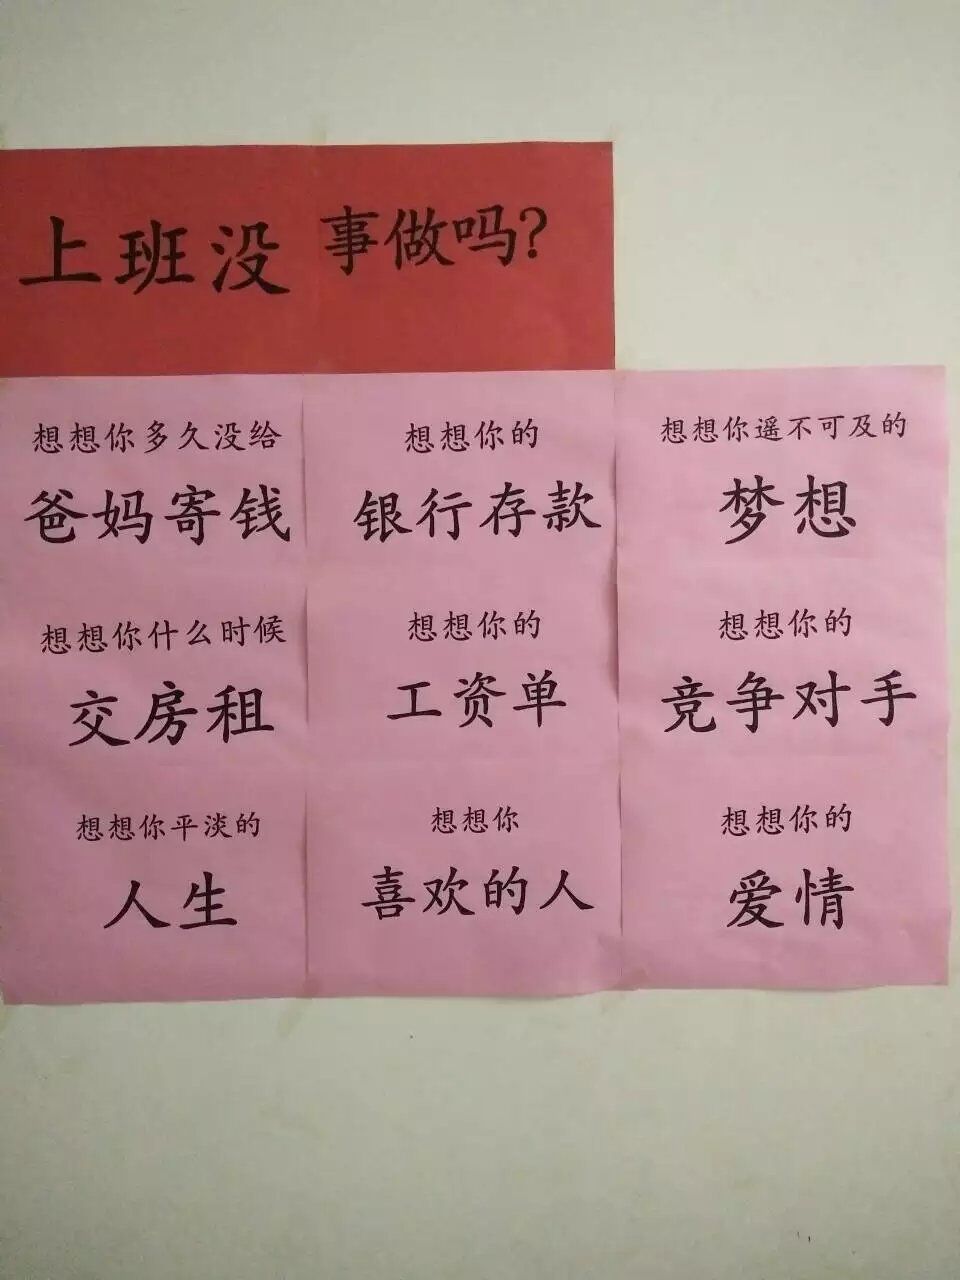 上班没事做吗?
想想你多久没给
爸妈寄钱
想想你的
银行存款
想想你遥不可及的
梦想
想想你什么时候
交房租
想想你的
工资单
想想你的
竞争对手
想想你平淡的
人生
想想你
喜欢的人
想想你的
爱情